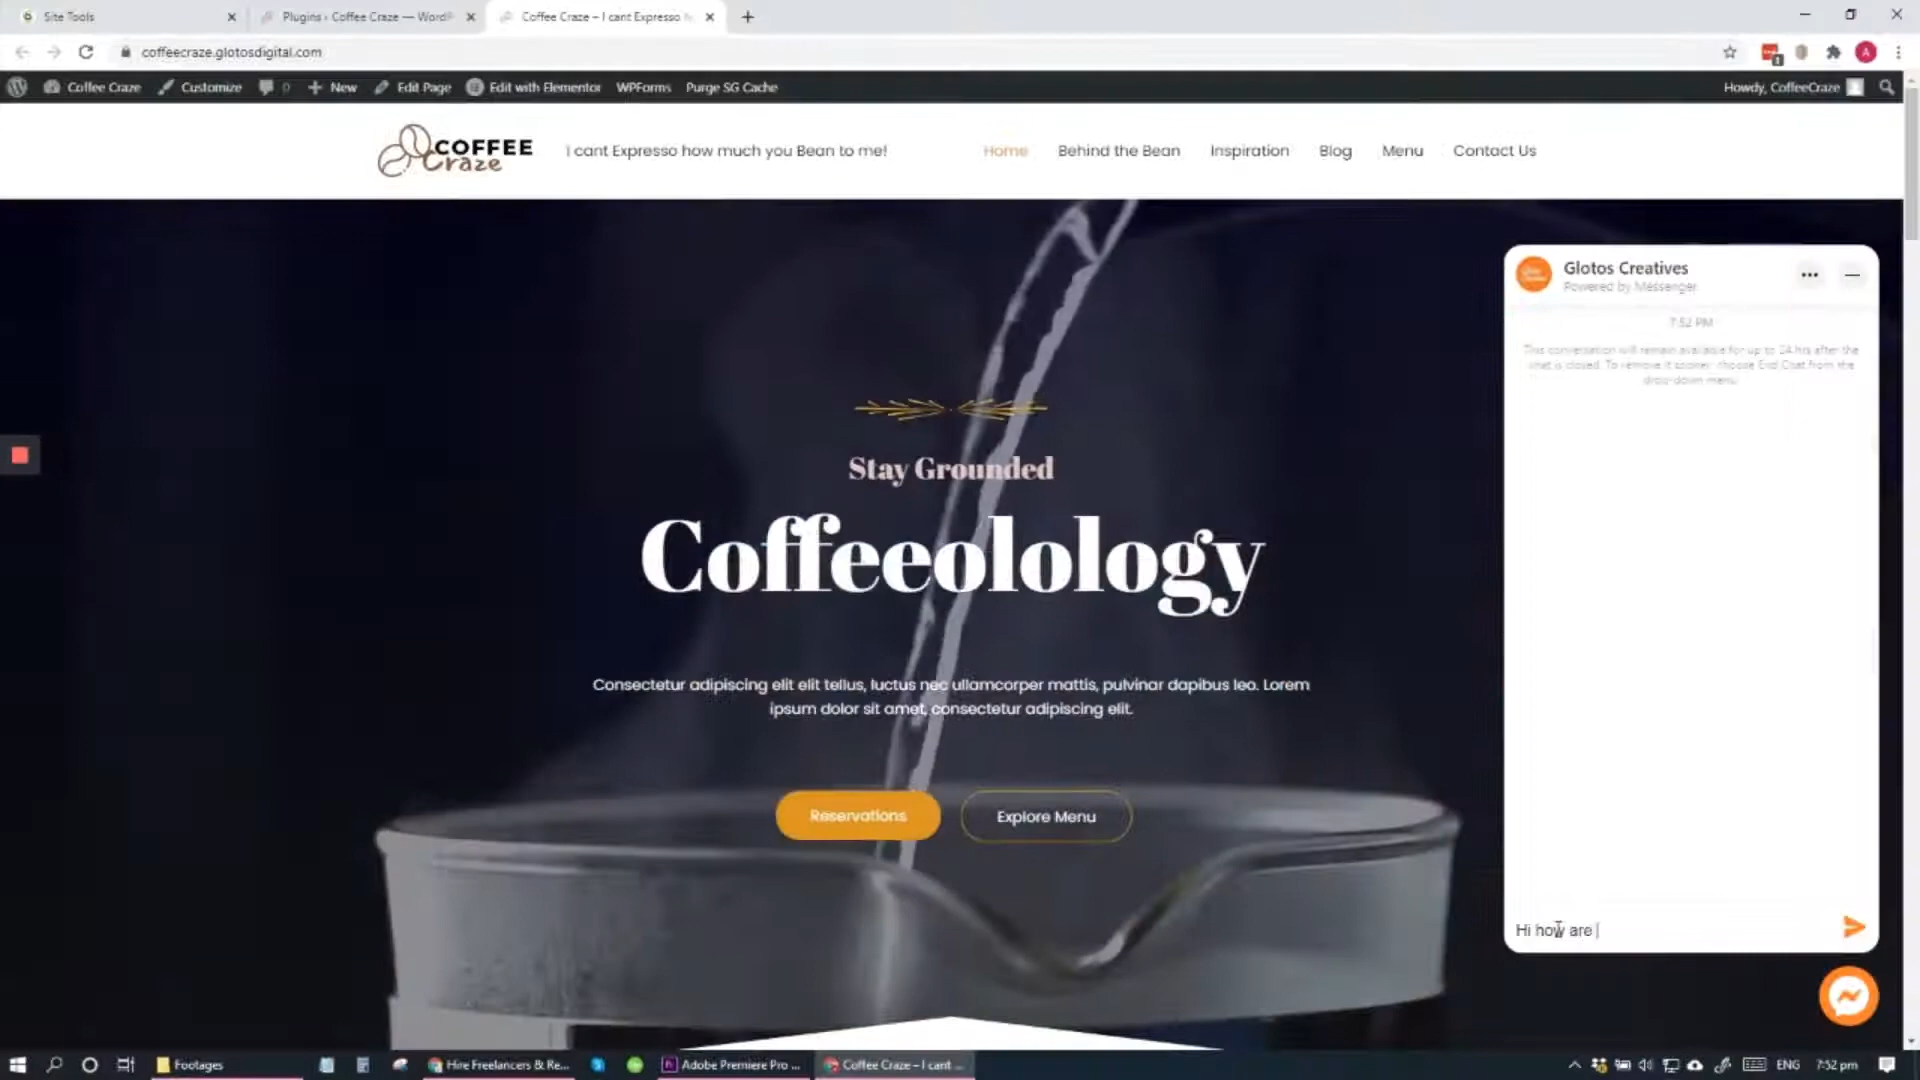 Site Tools
Plugins ‹ Coffee Craze — WordP
Coffee Craze – I cant Expresso h
coffeecraze.glotosdigital.com
Coffee Craze
Customize
0
New
Edit Page
Edit with Elementor
WPForms
Purge SG Cache
Howdy, CoffeeCraze
COFFEE
Craze
I cant Expresso how much you Bean to me!
Home
Behind the Bean
Inspiration
Blog
Menu
Contact Us
Glotos Creatives
Powered by Messenger
7:52 PM
This conversation will remain available for up to 24 hrs after the
chat is closed. To remove it sooner, choose End Chat from the
drop-down menu.
Stay Grounded
Coffeeolology
Consectetur adipiscing elit elit tellus, luctus nec ullamcorper mattis, pulvinar dapibus leo. Lorem
ipsum dolor sit amet, consectetur adipiscing elit.
Reservations
Explore Menu
Hi how are
Footages
Hire Freelancers & Re...
Adobe Premiere Pro ...
Coffee Craze – I cant ...
ENG
7:52 pm